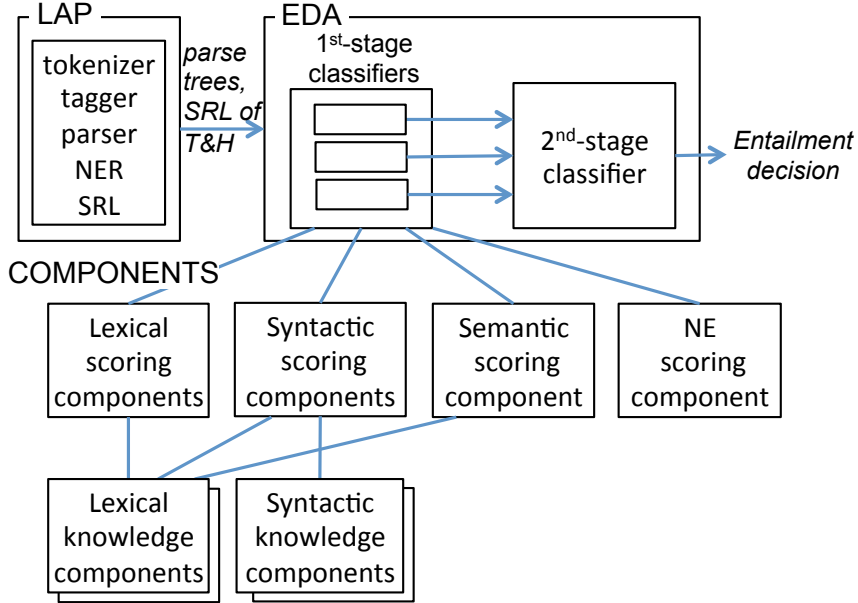 LAP
tokenizer
tagger
parser
NER
SRL
parse
trees,
SRL of
T&H
EDA
1st-stage
classifiers
2nd-stage
classifier
Entailment
decision
COMPONENTS
Lexical
scoring
components
Syntactic
scoring
components
Semantic
scoring
component
NE
scoring
component
Lexical
knowledge
components
Syntactic
knowledge
components